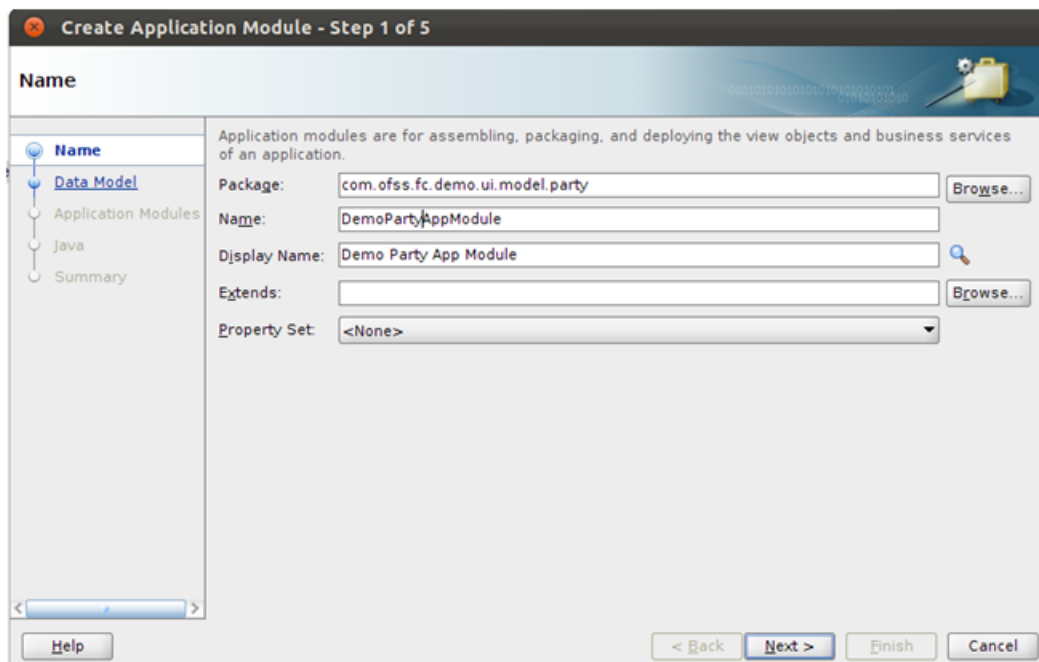 Create Application Module - Step 1 of 5
Name
Application modules are for assembling, packaging, and deploying the view objects and business services
of an application.
Name
Data Model
Application Modules
Java
Summary
Package: com.ofss.fc.demo.ui.model.party Browse...
Name: DemoPartyAppModule
Display Name: Demo Party App Module
Extends: Browse...
Property Set: <None>
Help < Back Next > Finish Cancel